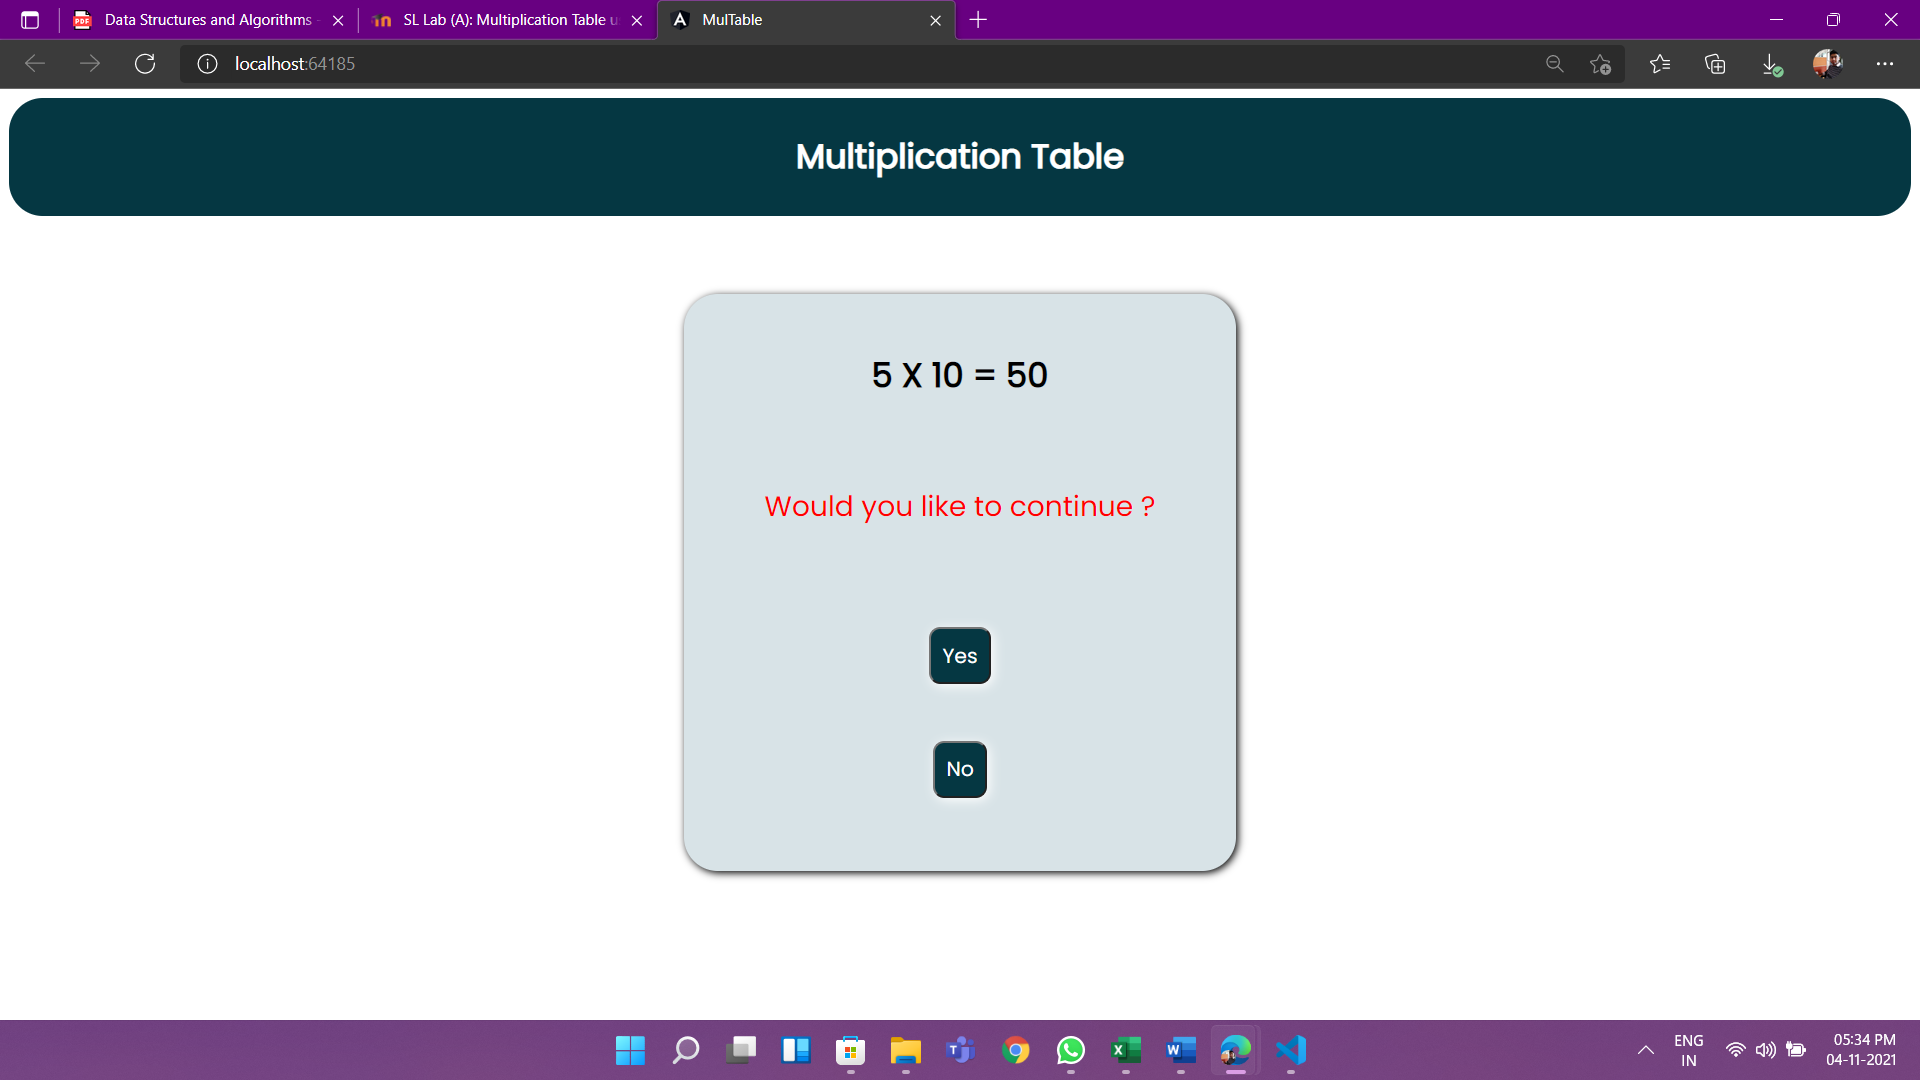 Data Structures and Algorithms
SL Lab (A): Multiplication Table u
MulTable
localhost:64185
Multiplication Table
5 X 10 = 50
Would you like to continue ?
Yes
No
ENG
IN
05:34 PM
04-11-2021